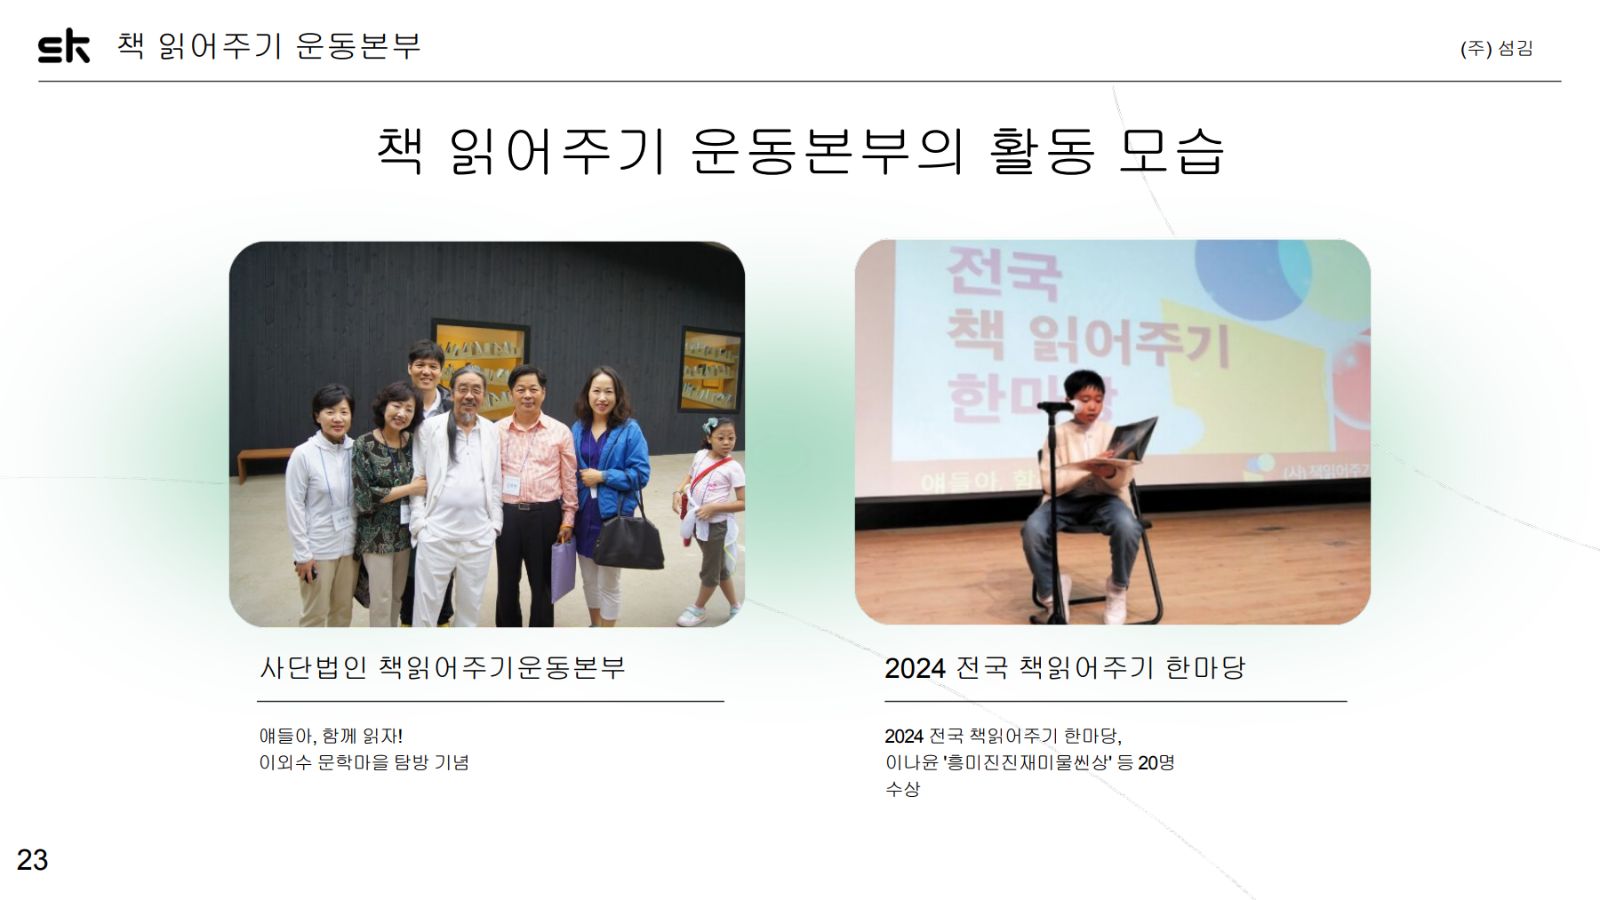 sk 책 읽어주기 운동본부
(주) 섬김
책 읽어주기 운동본부의 활동 모습
전국
책 읽어주기
한마당
얘들아,
(사) 책읽어주기
사단법인 책읽어주기운동본부
얘들아, 함께 읽자!
이외수 문학마을 탐방 기념
2024 전국 책읽어주기 한마당
2024 전국 책읽어주기 한마당,
이나윤 '흥미진진재미물씬상' 등 20명
수상
23